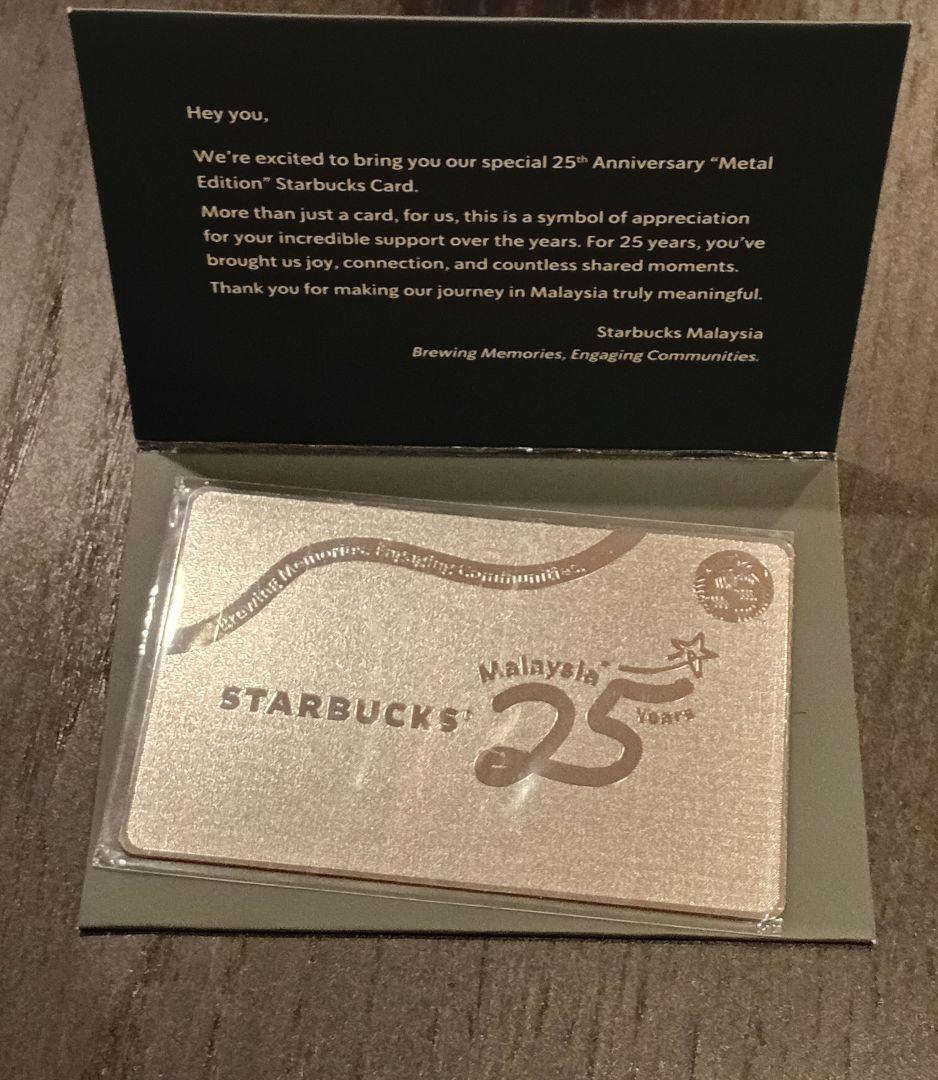 Hey you,
We're excited to bring you our special 25th Anniversary “Metal
Edition” Starbucks Card.
More than just a card, for us, this is a symbol of appreciation
for your incredible support over the years. For 25 years, you've
brought us joy, connection, and countless shared moments.
Thank you for making our journey in Malaysia truly meaningful.
Starbucks Malaysia
Brewing Memories, Engaging Communities.
Brewing Memories, Engaging Communities.
Malaysia
STARBUCKS
25
Years